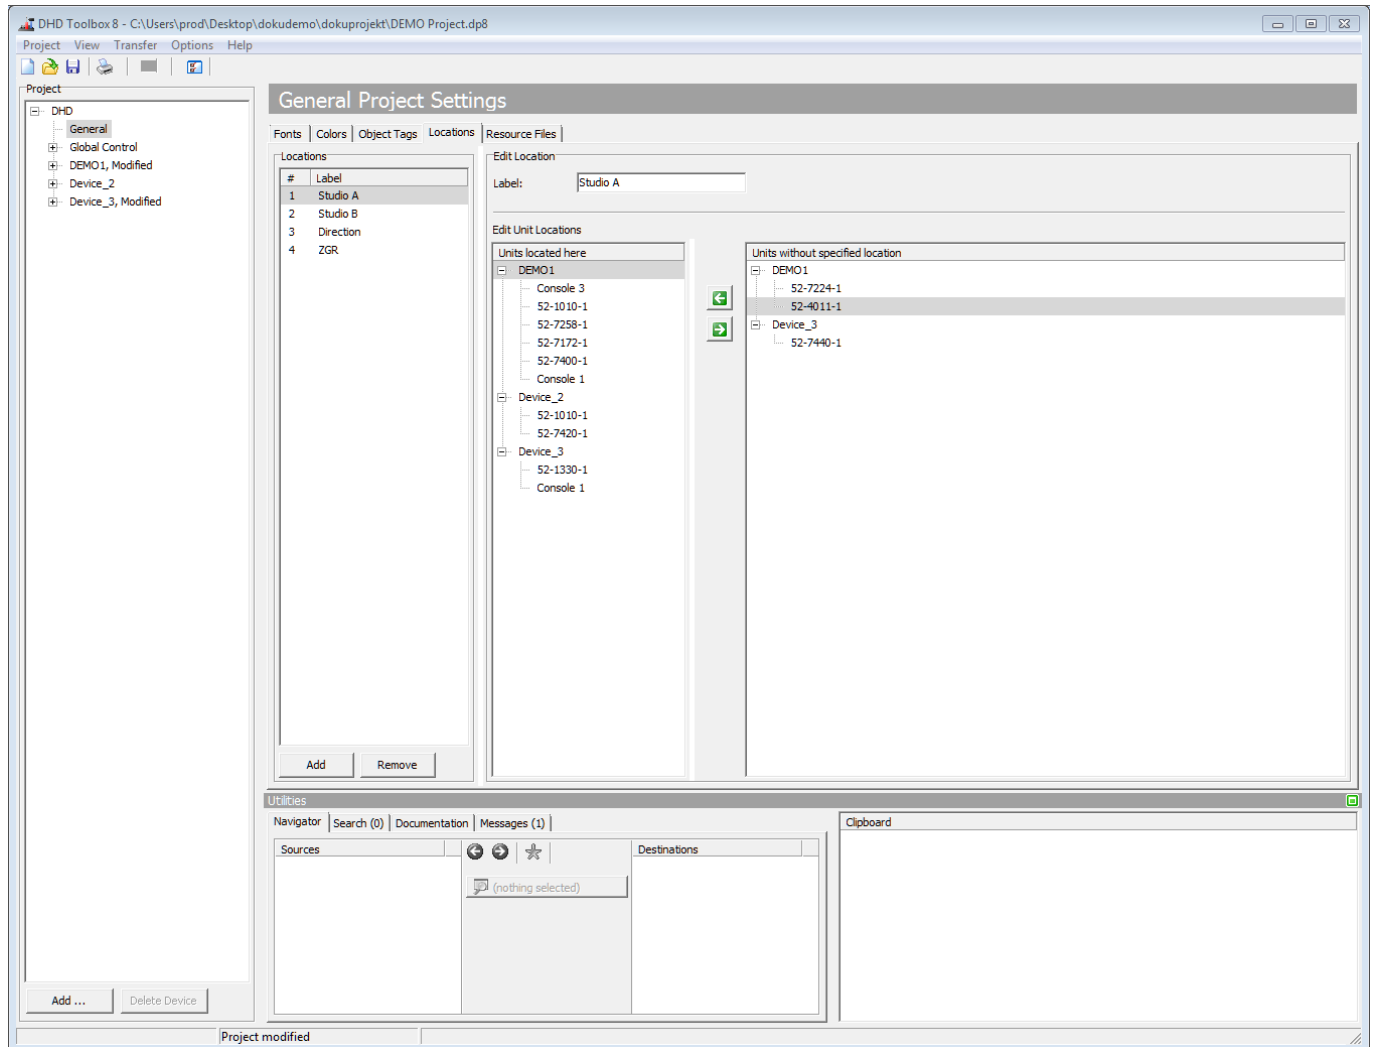 DHD Toolbox 8 - C:\Users\prod\Desktop\dokudemo\dokuprojekt\DEMO Project.dp8
Project View Transfer Options Help
Project
DHD
General
Global Control
DEMO1, Modified
Device_2
Device_3, Modified
Add ...
Delete Device
General Project Settings
Fonts Colors Object Tags Locations Resource Files
Locations
# Label
1 Studio A
2 Studio B
3 Direction
4 ZGR
Add Remove
Edit Location
Label: Studio A
Edit Unit Locations
Units located here
DEMO1
Console 3
52-1010-1
52-7258-1
52-7172-1
52-7400-1
Console 1
Device_2
52-1010-1
52-7420-1
Device_3
52-1330-1
Console 1
Units without specified location
DEMO1
52-7224-1
52-4011-1
Device_3
52-7440-1
Utilities
Navigator Search (0) Documentation Messages (1)
Sources
(nothing selected)
Destinations
Clipboard
Project modified